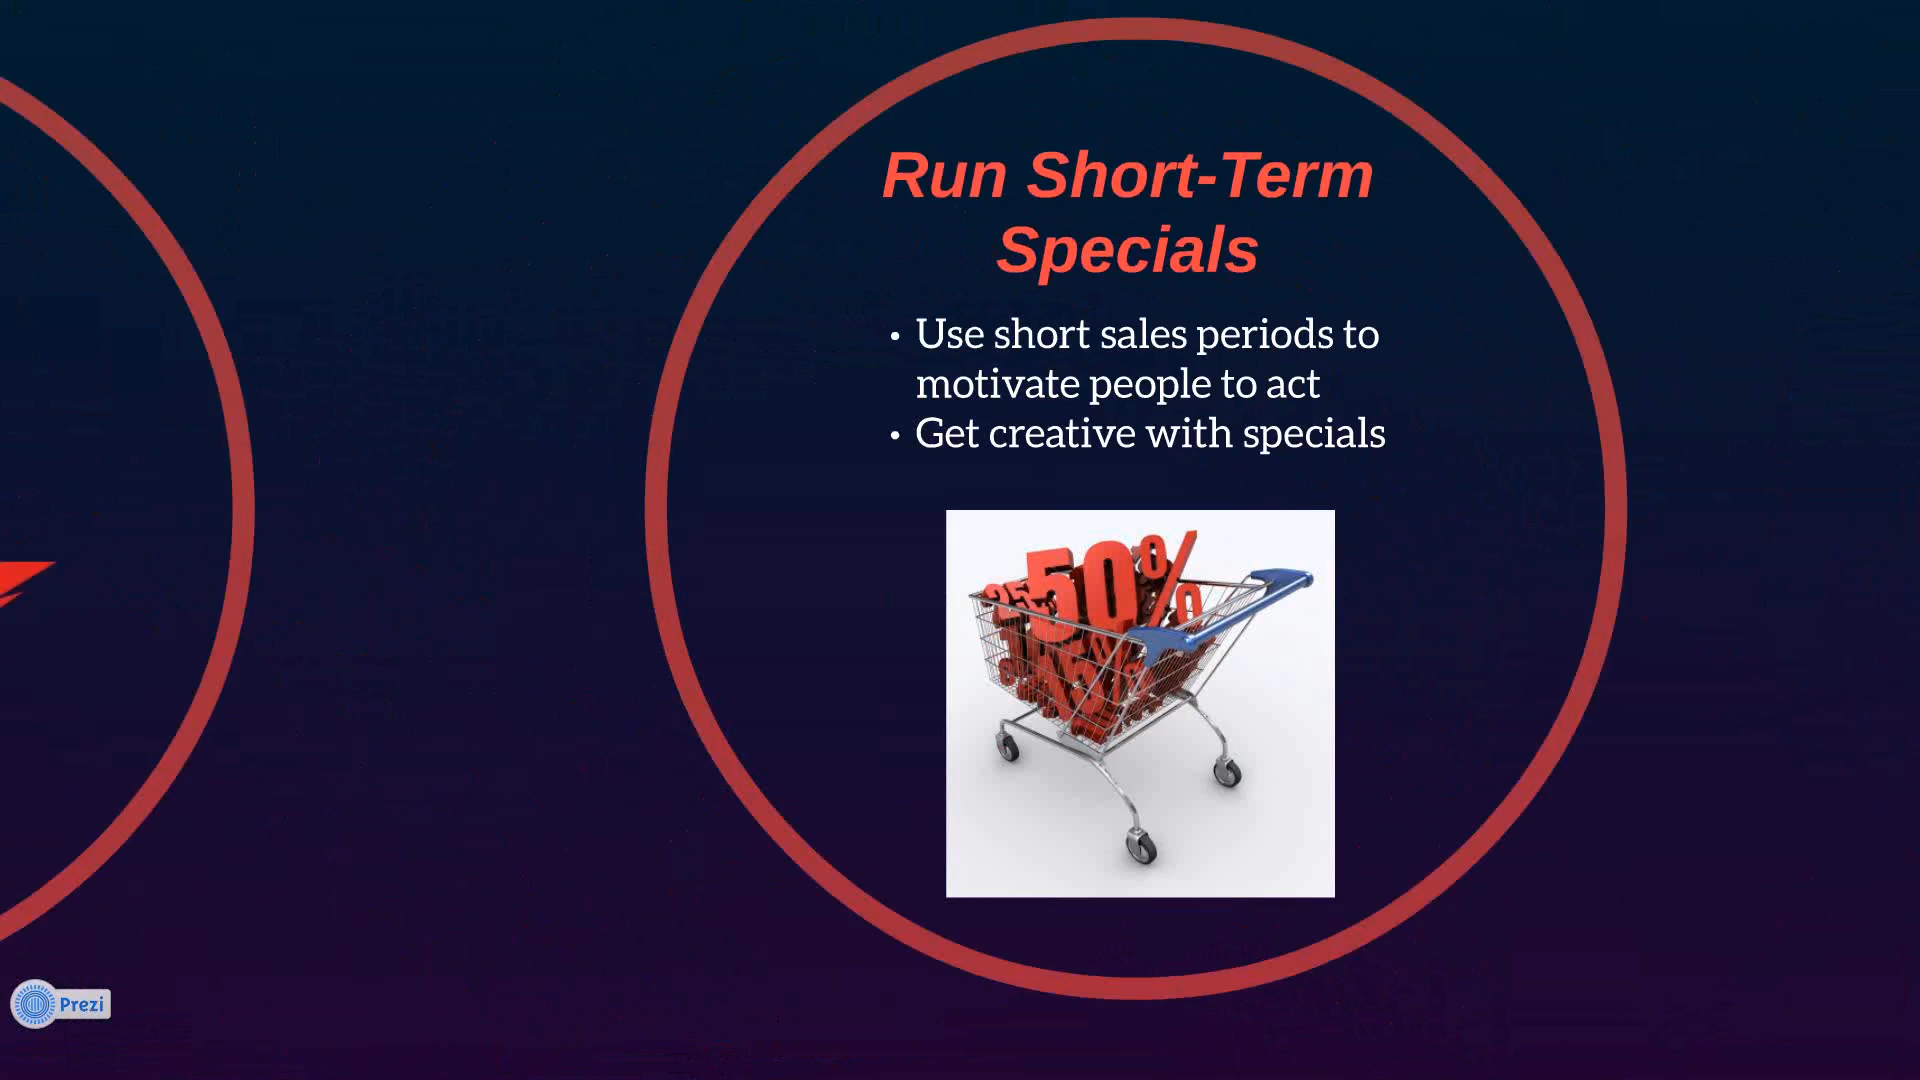 Run Short-Term
Specials
• Use short sales periods to
motivate people to act
• Get creative with specials
50%
25
Prezi